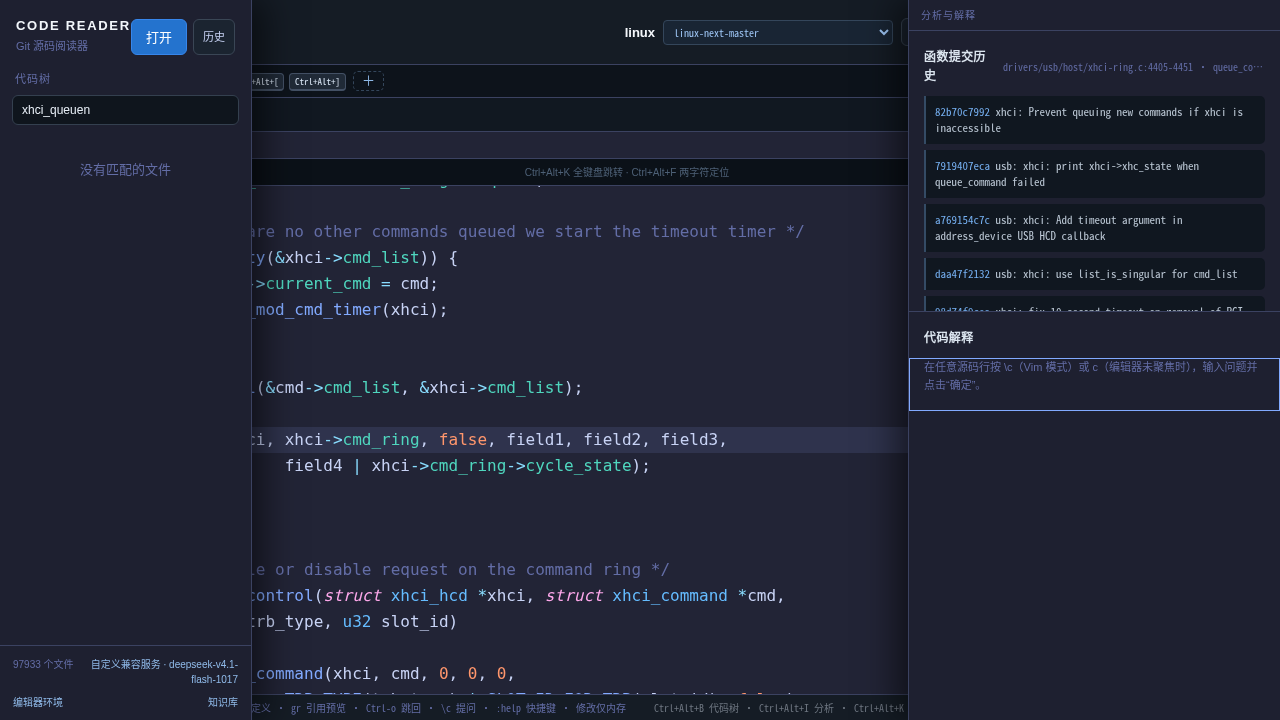 CODE READER
Git 源码阅读器
打开
历史
代码树
xhci_queuen
没有匹配的文件
97933 个文件
自定义兼容服务 · deepseek-v4.1-
flash-1017
编辑器环境
知识库
linux
linux-next-master
+Alt+[
Ctrl+Alt+]
+
Ctrl+Alt+K 全键盘跳转 · Ctrl+Alt+F 两字符定位
are no other commands queued we start the timeout timer */
ty(&xhci->cmd_list)) {
->current_cmd = cmd;
_mod_cmd_timer(xhci);
(&cmd->cmd_list, &xhci->cmd_list);
ci, xhci->cmd_ring, false, field1, field2, field3,
field4 | xhci->cmd_ring->cycle_state);
le or disable request on the command ring */
control(struct xhci_hcd *xhci, struct xhci_command *cmd,
trb_type, u32 slot_id)
_command(xhci, cmd, 0, 0, 0,
定义 · gr 引用预览 · Ctrl-o 跳回 · \c 提问 · :help 快捷键 · 修改仅内存
Ctrl+Alt+B 代码树 · Ctrl+Alt+I 分析 · Ctrl+Alt+K
分析与解释
函数提交历
史
drivers/usb/host/xhci-ring.c:4405-4451 · queue_co…
82b70c7992 xhci: Prevent queuing new commands if xhci is
inaccessible
7919407eca usb: xhci: print xhci->xhc_state when
queue_command failed
a769154c7c usb: xhci: Add timeout argument in
address_device USB HCD callback
daa47f2132 usb: xhci: use list_is_singular for cmd_list
代码解释
在任意源码行按 \c（Vim 模式）或 c（编辑器未聚焦时），输入问题并
点击“确定”。